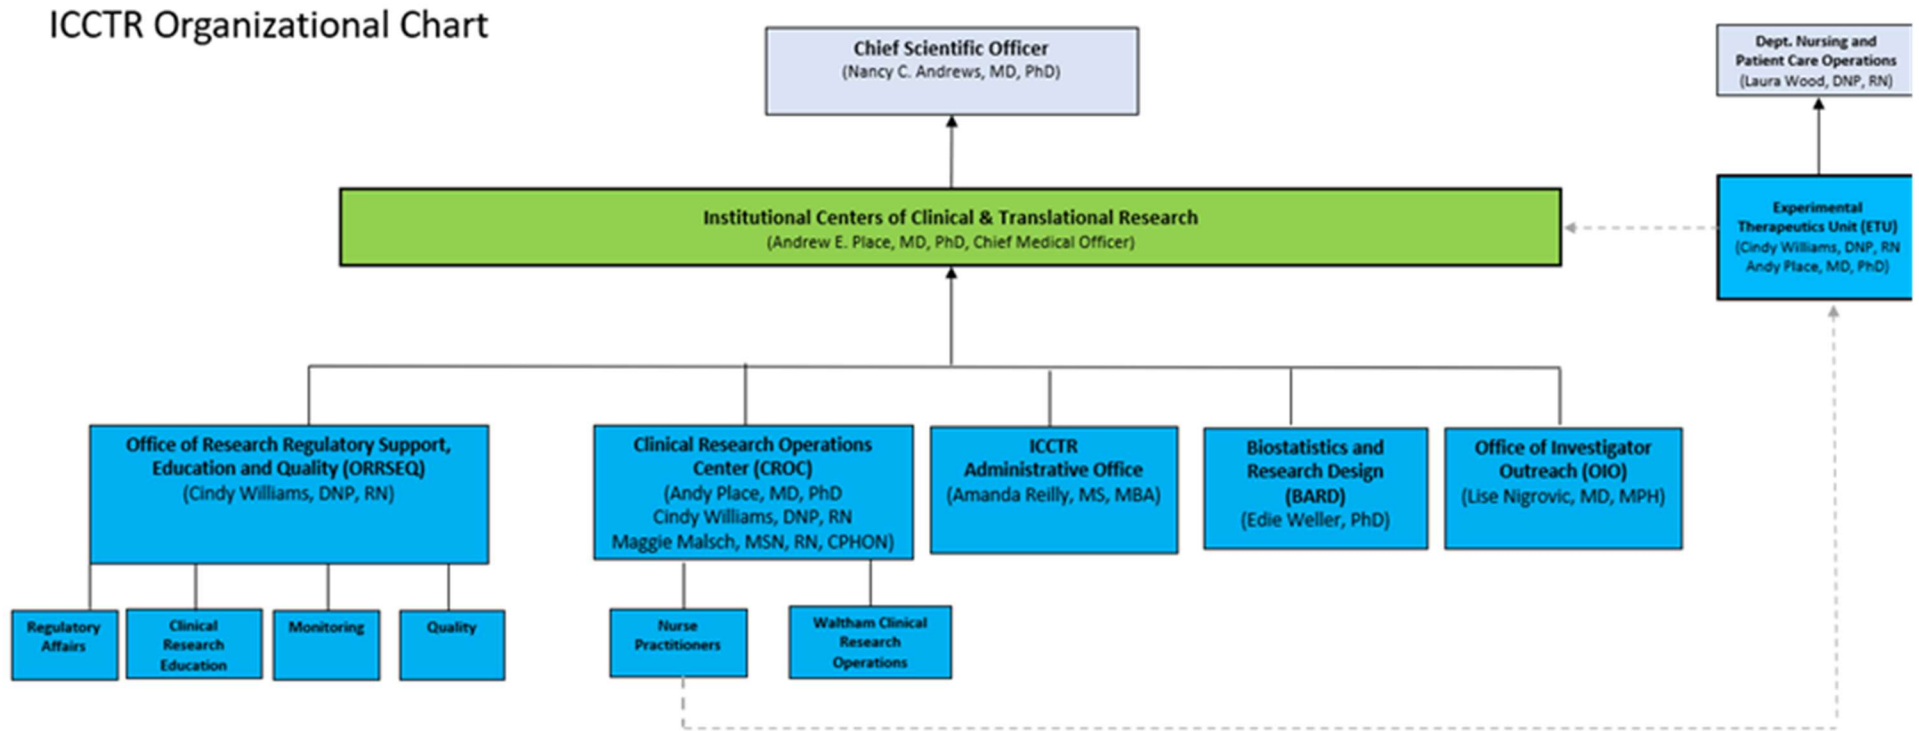 ICCTR Organizational Chart
Chief Scientific Officer
(Nancy C. Andrews, MD, PhD)
Dept. Nursing and
Patient Care Operations
(Laura Wood, DNP, RN)
Institutional Centers of Clinical & Translational Research
(Andrew E. Place, MD, PhD, Chief Medical Officer)
Experimental
Therapeutics Unit (ETU)
(Cindy Williams, DNP, RN
Andy Place, MD, PhD)
Office of Research Regulatory Support,
Education and Quality (ORRSEQ)
(Cindy Williams, DNP, RN)
Clinical Research Operations
Center (CROC)
(Andy Place, MD, PhD
Cindy Williams, DNP, RN
Maggie Malsch, MSN, RN, CPHON)
ICCTR
Administrative Office
(Amanda Reilly, MS, MBA)
Biostatistics and
Research Design
(BARD)
(Edie Weller, PhD)
Office of Investigator
Outreach (OIO)
(Lise Nigrovic, MD, MPH)
Regulatory
Affairs
Clinical
Research
Education
Monitoring
Quality
Nurse
Practitioners
Waltham Clinical
Research
Operations